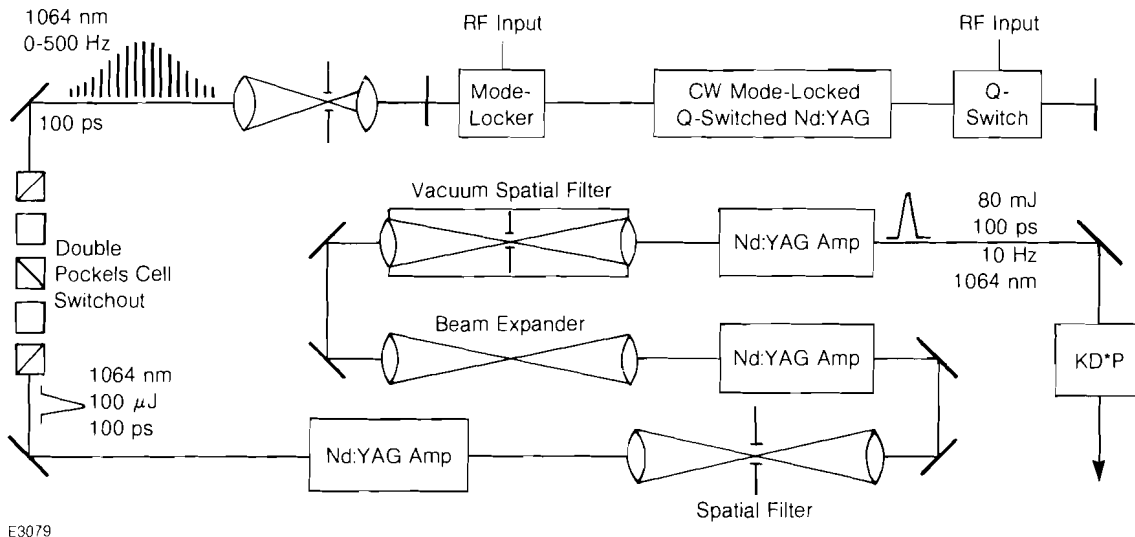 1064 nm
0-500 Hz
100 ps
RF Input
Mode-
Locker
CW Mode-Locked
Q-Switched Nd:YAG
RF Input
Q-
Switch
Double
Pockels Cell
Switchout
Vacuum Spatial Filter
Nd:YAG Amp
80 mJ
100 ps
10 Hz
1064 nm
Beam Expander
Nd:YAG Amp
KD*P
1064 nm
100 μJ
100 ps
Nd:YAG Amp
Spatial Filter
E3079